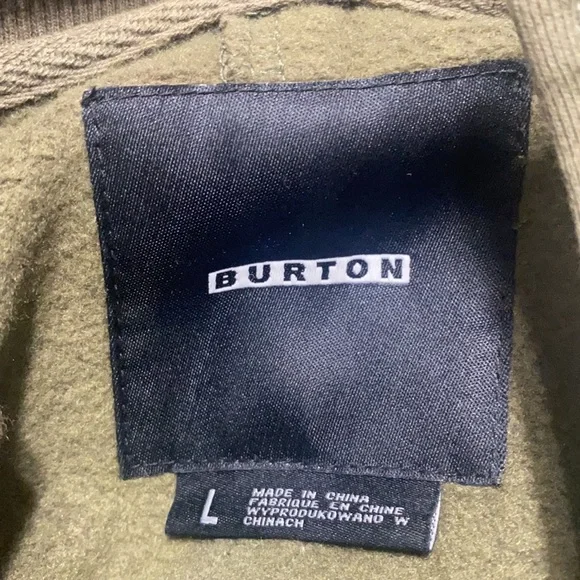 BURTON
L
MADE IN CHINA
FABRIQUE EN CHINE
WYPRODUKOWANO W
CHINACH